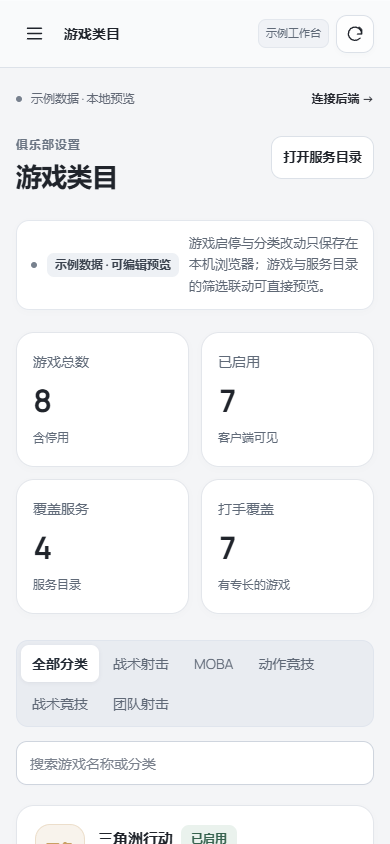 游戏类目
示例工作台
示例数据 · 本地预览
连接后端 →
俱乐部设置
游戏类目
打开服务目录
示例数据 · 可编辑预览
游戏启停与分类改动只保存在
本机浏览器；游戏与服务目录
的筛选联动可直接预览。
游戏总数
8
含停用
已启用
7
客户端可见
覆盖服务
4
服务目录
打手覆盖
7
有专长的游戏
全部分类
战术射击
MOBA
动作竞技
战术竞技
团队射击
搜索游戏名称或分类
三角洲行动
已启用